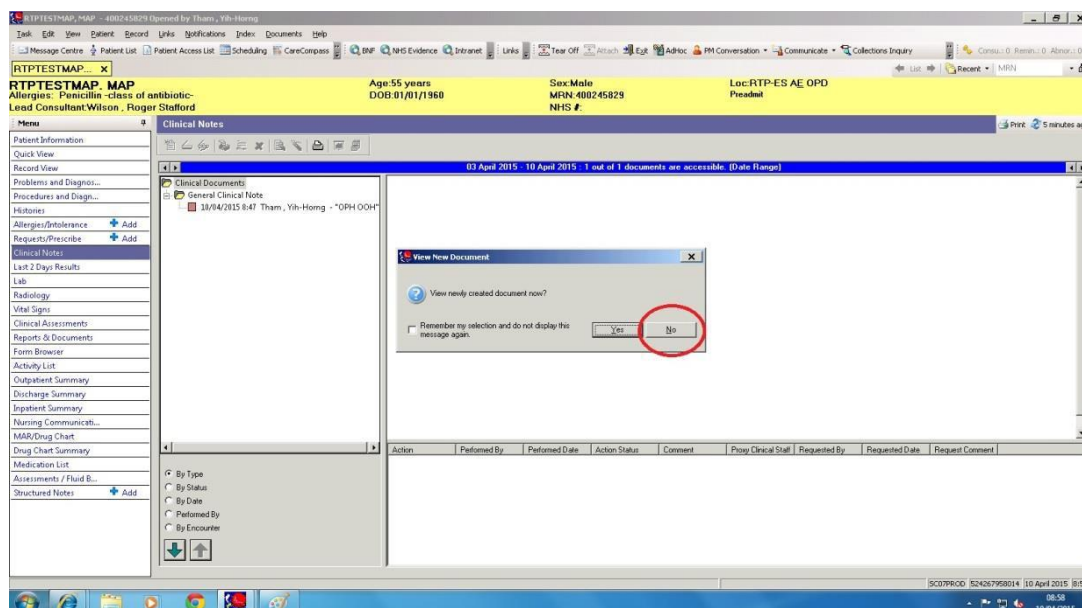 RTPTESTMAP, MAP - 400245829 Opened by Tham , Yih-Horng
Task Edit View Patient Record Links Notifications Index Documents Help
Message Centre Patient List Patient Access List Scheduling CareCompass BNF NHS Evidence Intranet Links Tear Off Attach Exit AdHoc PM Conversation Communicate Collections Inquiry
RTPTESTMAP... List Recent MRN
RTPTESTMAP, MAP Age:55 years Sex:Male Loc:RTP-ES AE OPD
Allergies: Penicillin -class of antibiotic- DOB:01/01/1960 MRN:400245829 Preadmit
Lead Consultant:Wilson , Roger Stafford NHS #:
Menu Clinical Notes Print 5 minutes
Patient Information
Quick View
Record View
Problems and Diagnos...
Procedures and Diagn...
Histories
Allergies/Intolerance Add
Requests/Prescribe Add
Clinical Notes
Last 2 Days Results
Lab
Radiology
Vital Signs
Clinical Assessments
Reports & Documents
Form Browser
Activity List
Outpatient Summary
Discharge Summary
Inpatient Summary
Nursing Communicati...
MAR/Drug Chart
Drug Chart Summary
Medication List
Assessments / Fluid B...
Structured Notes Add
03 April 2015 - 10 April 2015 : 1 out of 1 documents are accessible. (Date Range)
Clinical Documents
General Clinical Note
10/04/2015 8:47 Tham , Yih-Horng - "OPH OOH"
View New Document
View newly created document now?
Remember my selection and do not display this
message again.
Yes No
Action Performed By Performed Date Action Status Comment Proxy Clinical Staff Requested By Requested Date Request Comment
By Type
By Status
By Date
Performed By
By Encounter
SC07PROD 524267958014 10 April 2015
08:58